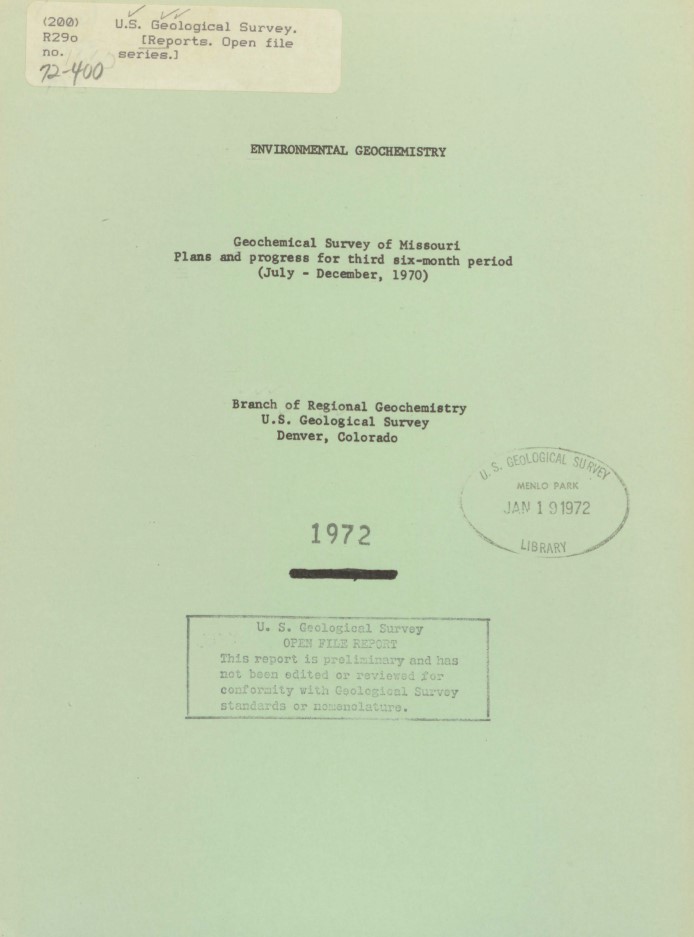 (200) U.S. Geological Survey.
R29o [Reports. Open file
no. series.]
72-400
ENVIRONMENTAL GEOCHEMISTRY
Geochemical Survey of Missouri
Plans and progress for third six-month period
(July - December, 1970)
Branch of Regional Geochemistry
U.S. Geological Survey
Denver, Colorado
U. S. GEOLOGICAL SURVEY
MENLO PARK
JAN 19 1972
LIBRARY
1972
U. S. Geological Survey
OPEN FILE REPORT
This report is preliminary and has
not been edited or reviewed for
conformity with Geological Survey
standards or nomenclature.